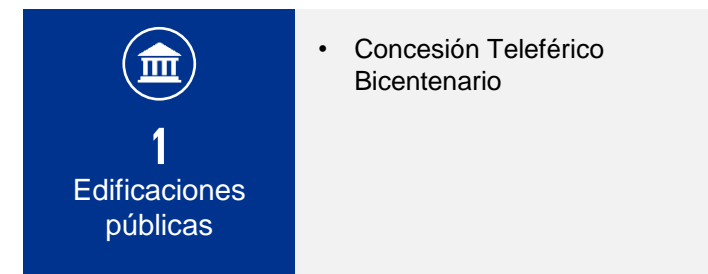 1
Edificaciones
públicas
• Concesión Teleférico
Bicentenario